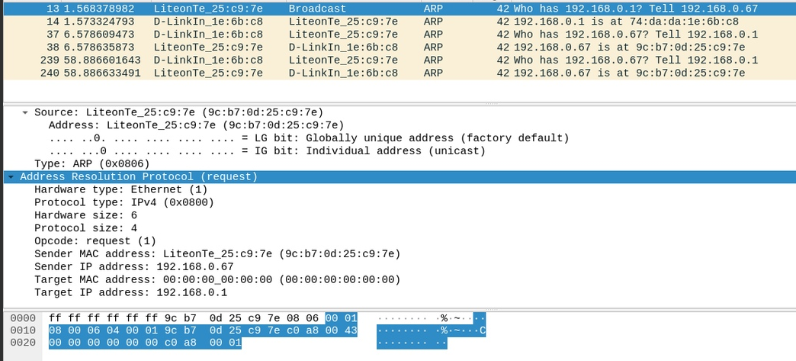 13 1.568378982 LiteonTe_25:c9:7e Broadcast ARP 42 Who has 192.168.0.1? Tell 192.168.0.67
14 1.573324793 D-LinkIn_1e:6b:c8 LiteonTe_25:c9:7e ARP 42 192.168.0.1 is at 74:da:da:1e:6b:c8
37 6.578609079 D-LinkIn_1e:6b:c8 LiteonTe_25:c9:7e ARP 42 Who has 192.168.0.67? Tell 192.168.0.1
38 6.578635873 LiteonTe_25:c9:7e D-LinkIn_1e:6b:c8 ARP 42 192.168.0.67 is at 9c:b7:0d:25:c9:7e
239 58.886601643 D-LinkIn_1e:6b:c8 LiteonTe_25:c9:7e ARP 42 Who has 192.168.0.67? Tell 192.168.0.1
240 58.886633491 LiteonTe_25:c9:7e D-LinkIn_1e:6b:c8 ARP 42 192.168.0.67 is at 9c:b7:0d:25:c9:7e
Source: LiteonTe_25:c9:7e (9c:b7:0d:25:c9:7e)
Address: LiteonTe_25:c9:7e (9c:b7:0d:25:c9:7e)
.... ..0. .... .... .... .... = LG bit: Globally unique address (factory default)
.... ...0 .... .... .... .... = IG bit: Individual address (unicast)
Type: ARP (0x0806)
Address Resolution Protocol (request)
Hardware type: Ethernet (1)
Protocol type: IPv4 (0x0800)
Hardware size: 6
Protocol size: 4
Opcode: request (1)
Sender MAC address: LiteonTe_25:c9:7e (9c:b7:0d:25:c9:7e)
Sender IP address: 192.168.0.67
Target MAC address: 00:00:00_00:00:00 (00:00:00:00:00:00)
Target IP address: 192.168.0.1
0000 ff ff ff ff ff ff 9c b7 0d 25 c9 7e 08 06 00 01 ········ ·%·~····
0010 08 00 06 04 00 01 9c b7 0d 25 c9 7e c0 a8 00 43 ········ ·%·~···C
0020 00 00 00 00 00 00 c0 a8 00 01 ········ ··